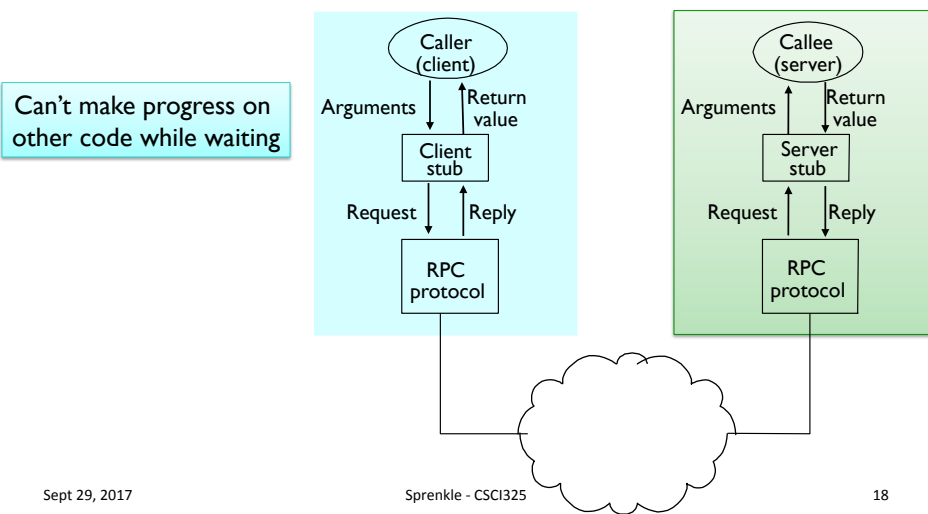 Can't make progress on
other code while waiting
Caller
(client)
Arguments
Return
value
Client
stub
Request
Reply
RPC
protocol
Callee
(server)
Arguments
Return
value
Server
stub
Request
Reply
RPC
protocol
Sept 29, 2017
Sprenkle - CSCI325
18